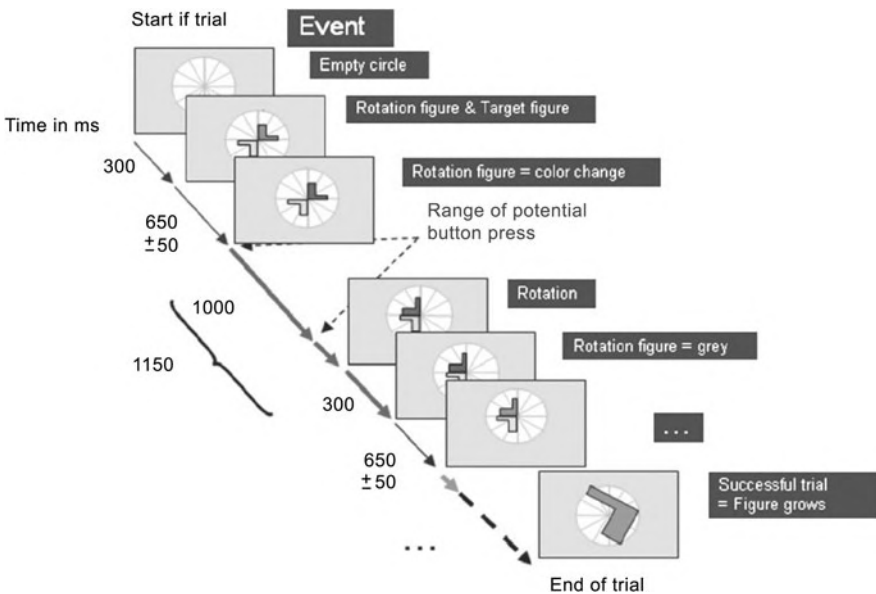 Start if trial
Event
Empty circle
Rotation figure & Target figure
Time in ms
300
Rotation figure = color change
650
±50
Range of potential
button press
1000
Rotation
1150
Rotation figure = grey
300
650
±50
...
Successful trial
= Figure grows
...
End of trial